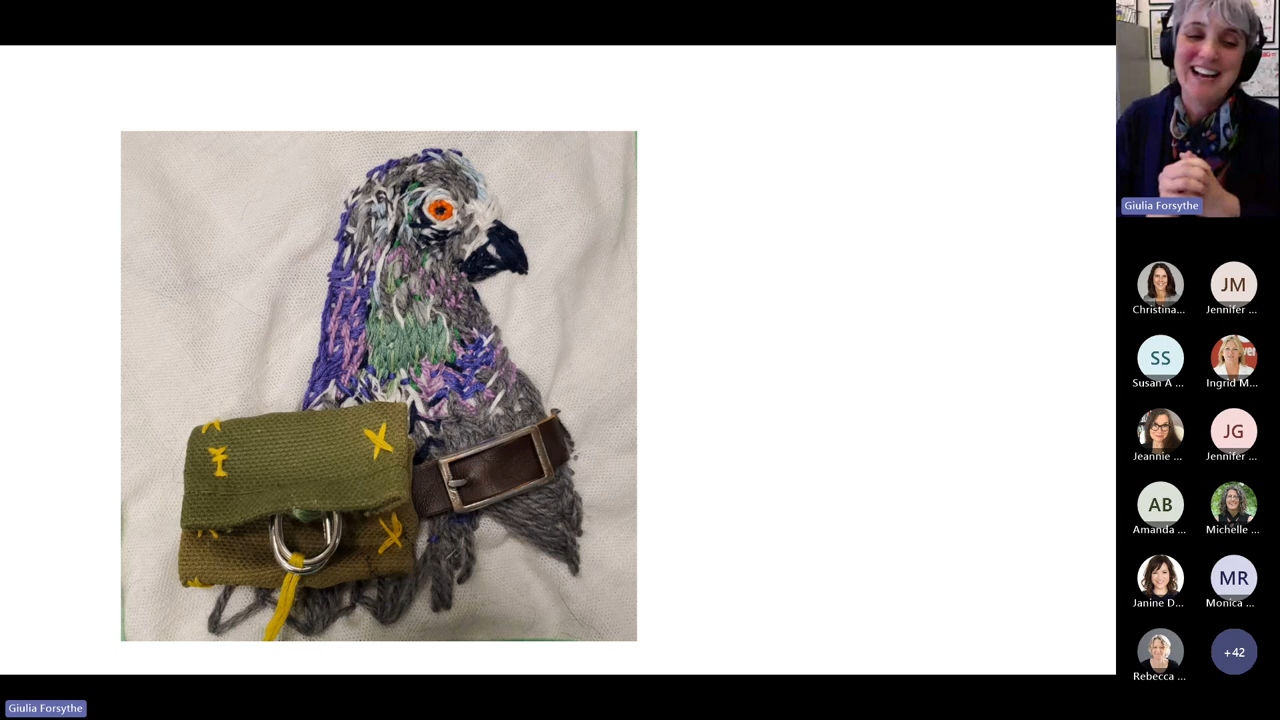 Giulia Forsythe
Christina...
JM
Jennifer ...
SS
Susan A ...
Ingrid M...
Jeannie ...
JG
Jennifer ...
AB
Amanda ...
Michelle ...
Janine D...
MR
Monica ...
Rebecca ...
+42
Giulia Forsythe